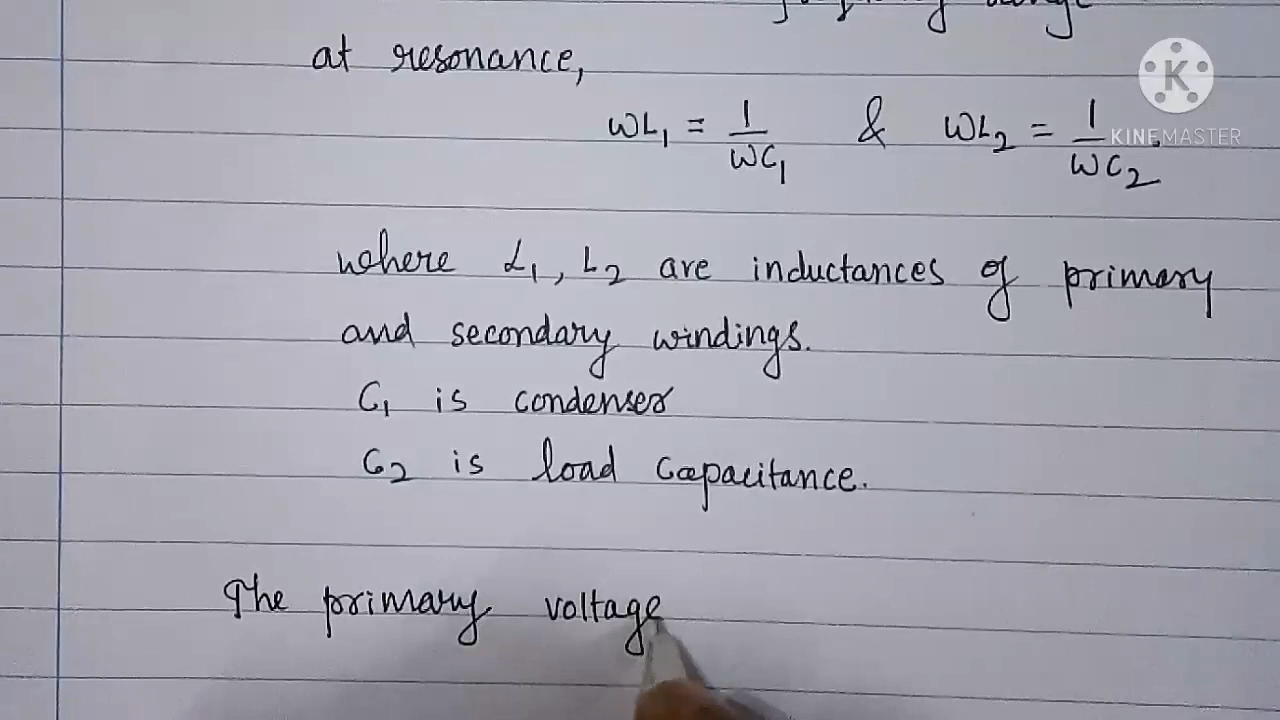 at resonance,
ωL₁ = 1/ωC₁ & ωL₂ = 1/ωC₂
where L₁, L₂ are inductances of primary
and secondary windings.
C₁ is condenser
C₂ is load capacitance.
The primary voltage
K
KINEMASTER